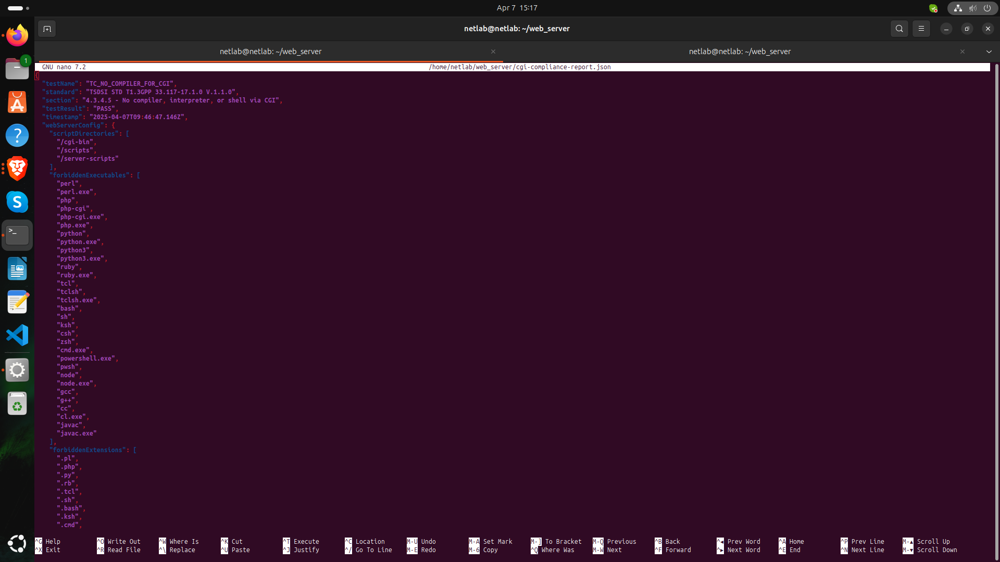 Apr 7 15:17
netlab@netlab: ~/web_server
netlab@netlab: ~/web_server
netlab@netlab: ~/web_server
1
GNU nano 7.2 /home/netlab/web_server/cgi-compliance-report.json
{
"testName": "TC_NO_COMPILER_FOR_CGI",
"standard": "TSDSI STD T1.3GPP 33.117-17.1.0 V.1.1.0",
"section": "4.3.4.5 - No compiler, interpreter, or shell via CGI",
"testResult": "PASS",
"timestamp": "2025-04-07T09:46:47.146Z",
"webServerConfig": {
"scriptDirectories": [
"/cgi-bin",
"/scripts",
"/server-scripts"
],
"forbiddenExecutables": [
"perl",
"perl.exe",
"php",
"php-cgi",
"php-cgi.exe",
"php.exe",
"python",
"python.exe",
"python3",
"python3.exe",
"ruby",
"ruby.exe",
"tcl",
"tclsh",
"tclsh.exe",
"bash",
"sh",
"ksh",
"csh",
"zsh",
"cmd.exe",
"powershell.exe",
"pwsh",
"node",
"node.exe",
"gcc",
"g++",
"cc",
"cl.exe",
"javac",
"javac.exe"
],
"forbiddenExtensions": [
".pl",
".php",
".py",
".rb",
".tcl",
".sh",
".bash",
".ksh",
".cmd",
^G Help ^O Write Out ^W Where Is ^K Cut ^T Execute ^C Location M-U Undo M-A Set Mark M-] To Bracket M-Q Previous ^B Back ^◂ Prev Word ^A Home ^P Prev Line M-▴ Scroll Up
^X Exit ^R Read File ^\ Replace ^U Paste ^J Justify ^/ Go To Line M-E Redo M-6 Copy ^Q Where Was M-W Next ^F Forward ^▸ Next Word ^E End ^N Next Line M-▾ Scroll Down